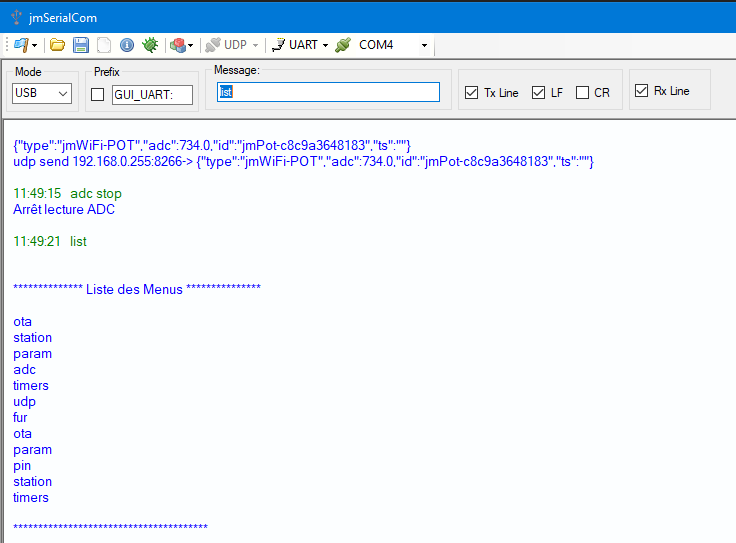 jmSerialCom
UDP UART COM4
Mode Prefix Message:
USB GUI_UART: list Tx Line LF CR Rx Line
{"type":"jmWiFi-POT","adc":734.0,"id":"jmPot-c8c9a3648183","ts":""}
udp send 192.168.0.255:8266-> {"type":"jmWiFi-POT","adc":734.0,"id":"jmPot-c8c9a3648183","ts":""}
11:49:15 adc stop
Arrêt lecture ADC
11:49:21 list
************** Liste des Menus ***************
ota
station
param
adc
timers
udp
fur
ota
param
pin
station
timers
***************************************